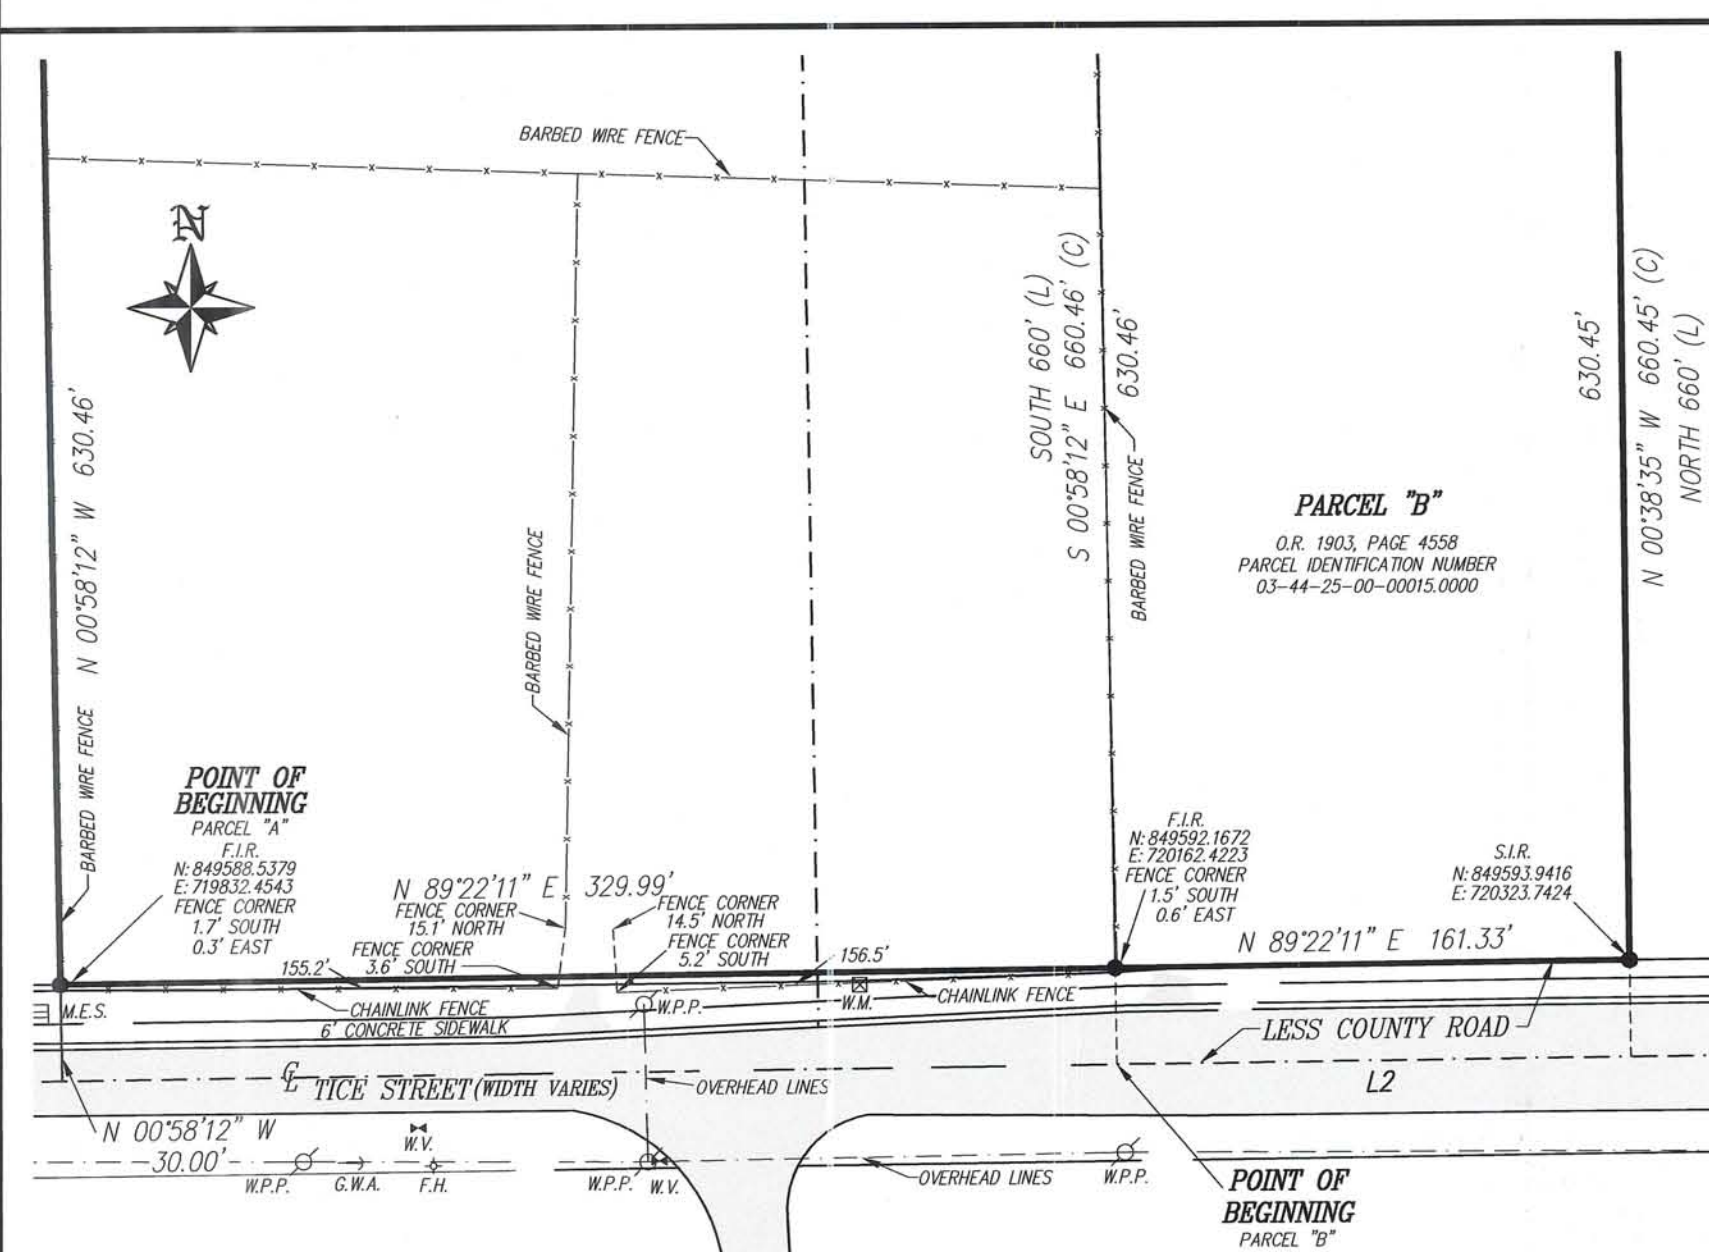 BARBED WIRE FENCE
N
BARBED WIRE FENCE   N 00°58'12" W   630.46'
BARBED WIRE FENCE
SOUTH 660' (L)
S 00°58'12" E   660.46' (C)
630.46'
BARBED WIRE FENCE
630.45'
N 00°38'35" W   660.45' (C)
NORTH 660' (L)
PARCEL "B"
O.R. 1903, PAGE 4558
PARCEL IDENTIFICATION NUMBER
03-44-25-00-00015.0000
POINT OF
BEGINNING
PARCEL "A"
F.I.R.
N: 849588.5379
E: 719832.4543
FENCE CORNER
1.7' SOUTH
0.3' EAST
N 89°22'11" E   329.99'
FENCE CORNER
15.1' NORTH
FENCE CORNER
3.6' SOUTH
155.2'
FENCE CORNER
14.5' NORTH
FENCE CORNER
5.2' SOUTH
156.5'
F.I.R.
N: 849592.1672
E: 720162.4223
FENCE CORNER
1.5' SOUTH
0.6' EAST
S.I.R.
N: 849593.9416
E: 720323.7424
N 89°22'11" E   161.33'
M.E.S.
CHAINLINK FENCE
6' CONCRETE SIDEWALK
W.P.P.
W.M.
CHAINLINK FENCE
LESS COUNTY ROAD
℄ TICE STREET (WIDTH VARIES)
OVERHEAD LINES
L2
N 00°58'12" W
30.00'
W.V.
W.P.P.
G.W.A.
F.H.
W.P.P.
W.V.
OVERHEAD LINES
W.P.P.
POINT OF
BEGINNING
PARCEL "B"